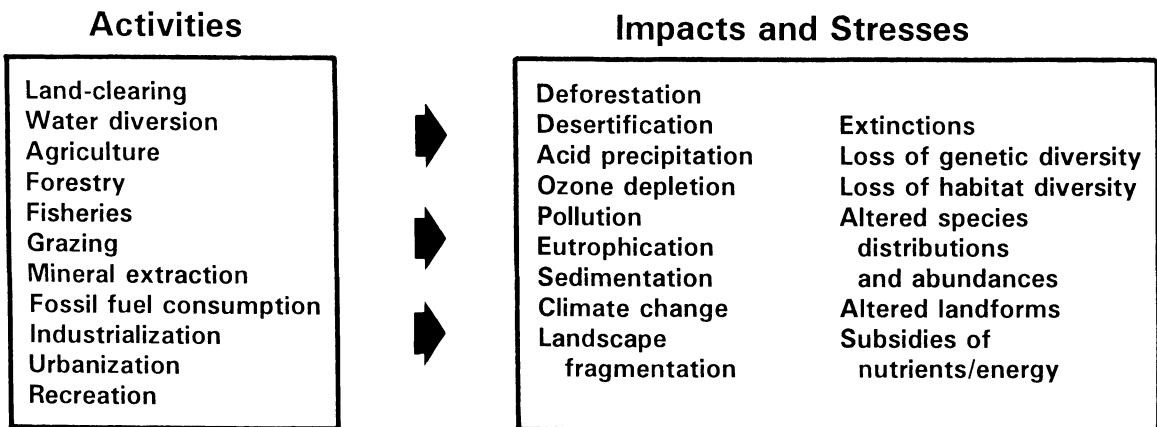 Activities
Land-clearing
Water diversion
Agriculture
Forestry
Fisheries
Grazing
Mineral extraction
Fossil fuel consumption
Industrialization
Urbanization
Recreation
Impacts and Stresses
Deforestation
Desertification
Acid precipitation
Ozone depletion
Pollution
Eutrophication
Sedimentation
Climate change
Landscape
fragmentation
Extinctions
Loss of genetic diversity
Loss of habitat diversity
Altered species
distributions
and abundances
Altered landforms
Subsidies of
nutrients/energy